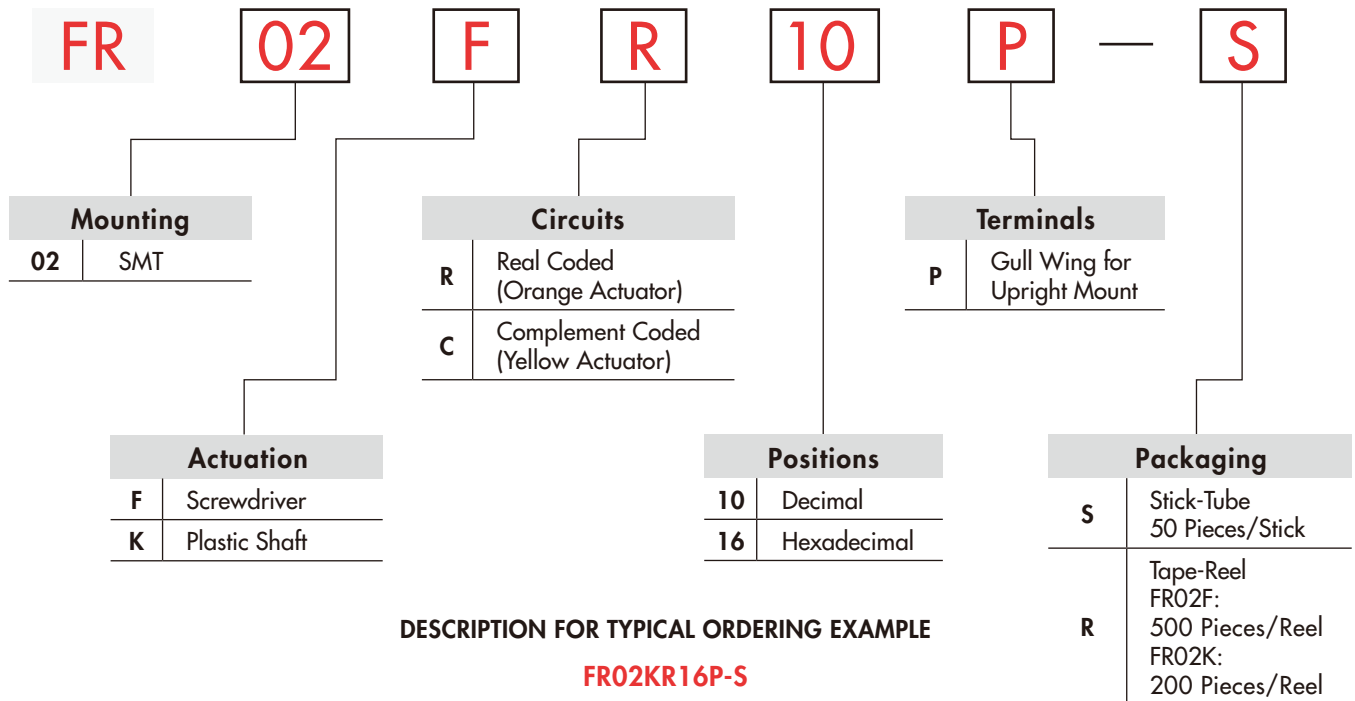 FR 02 F R 10 P — S
Mounting
02 SMT
Circuits
R Real Coded
(Orange Actuator)
C Complement Coded
(Yellow Actuator)
Terminals
P Gull Wing for
Upright Mount
Actuation
F Screwdriver
K Plastic Shaft
Positions
10 Decimal
16 Hexadecimal
Packaging
S Stick-Tube
50 Pieces/Stick
R Tape-Reel
FR02F:
500 Pieces/Reel
FR02K:
200 Pieces/Reel
DESCRIPTION FOR TYPICAL ORDERING EXAMPLE
FR02KR16P-S